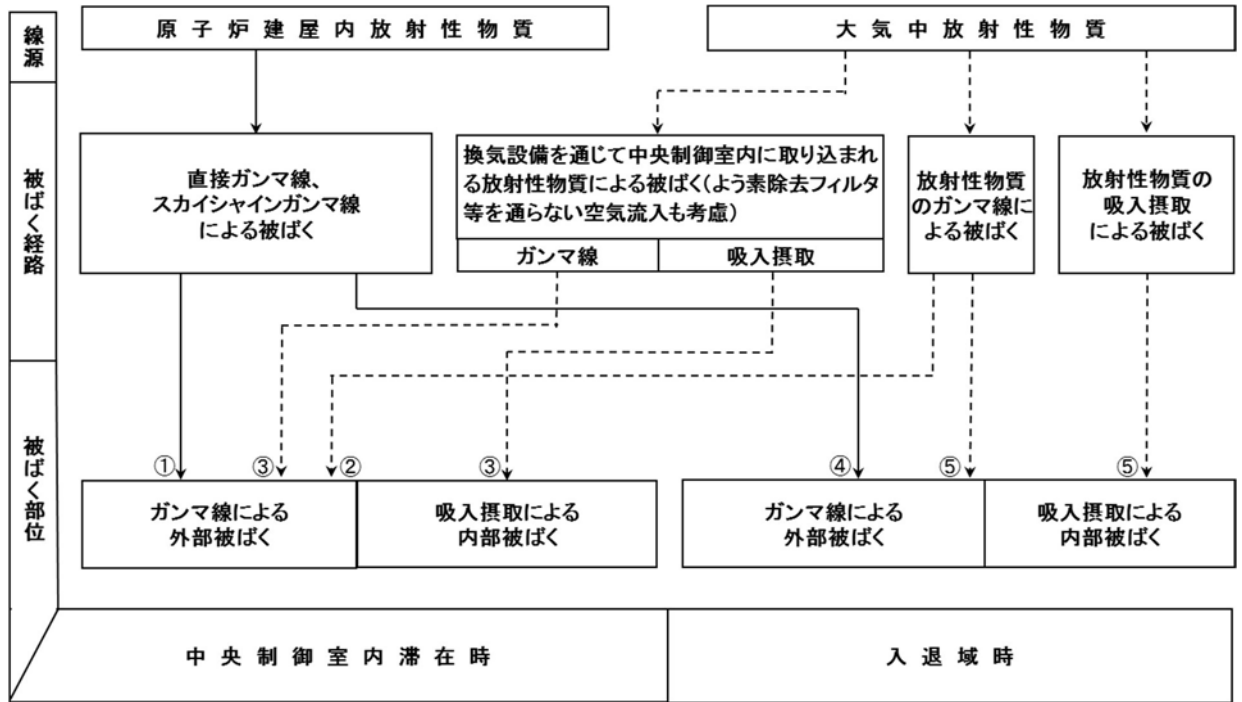 線源
原子炉建屋内放射性物質
大気中放射性物質
被ばく経路
直接ガンマ線、
スカイシャインガンマ線
による被ばく
換気設備を通じて中央制御室内に取り込まれ
る放射性物質による被ばく(よう素除去フィルタ
等を通らない空気流入も考慮)
ガンマ線
吸入摂取
放射性物質
のガンマ線に
よる被ばく
放射性物質の
吸入摂取
による被ばく
被ばく部位
①
③
②
③
④
⑤
⑤
ガンマ線による
外部被ばく
吸入摂取による
内部被ばく
ガンマ線による
外部被ばく
吸入摂取による
内部被ばく
中央制御室内滞在時
入退域時